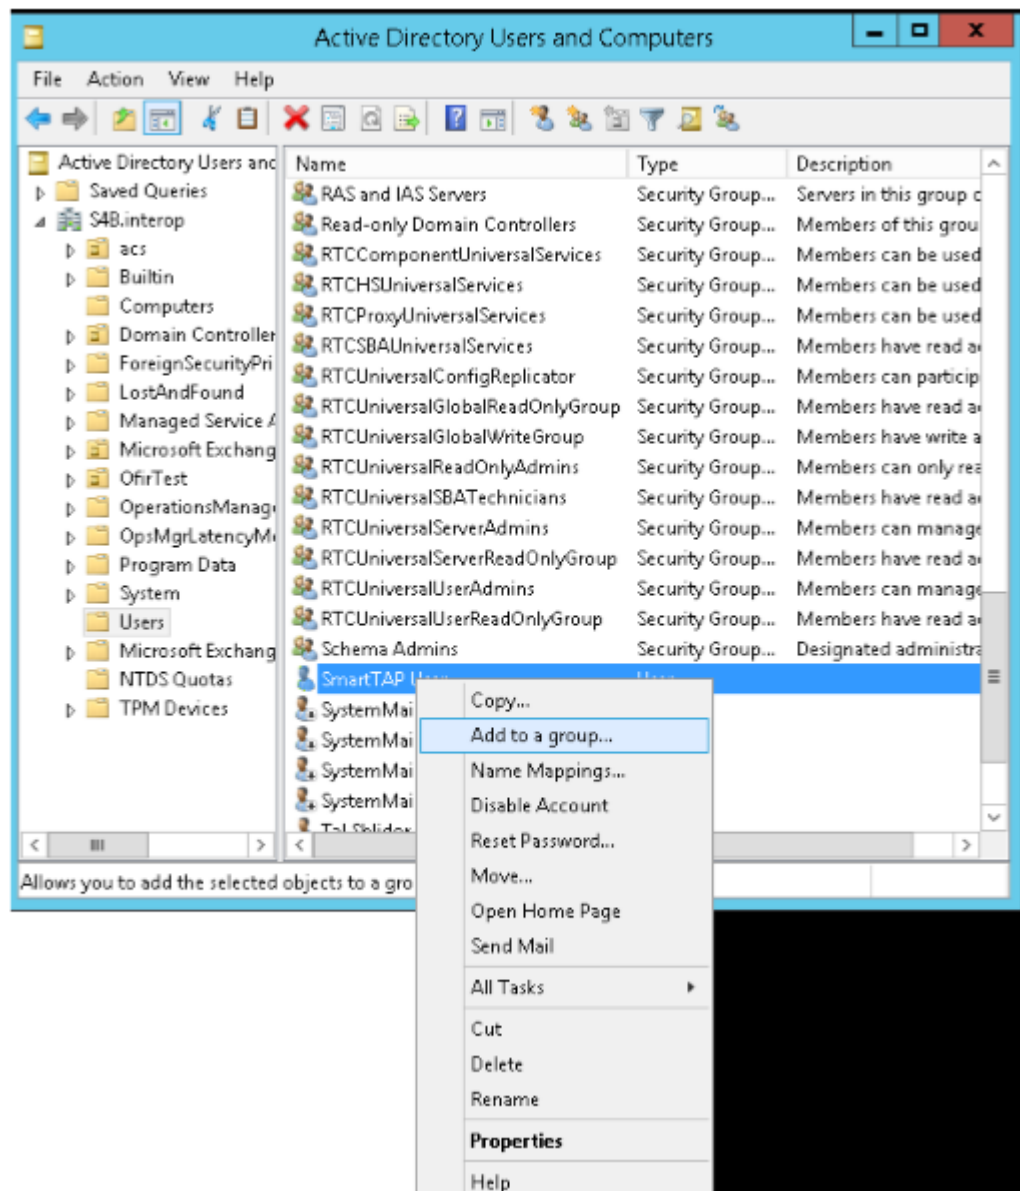 Active Directory Users and Computers
File Action View Help
Active Directory Users and
Saved Queries
S4B.interop
acs
Builtin
Computers
Domain Controller
ForeignSecurityPri
LostAndFound
Managed Service A
Microsoft Exchang
OfirTest
OperationsManag
OpsMgrLatencyM
Program Data
System
Users
Microsoft Exchang
NTDS Quotas
TPM Devices
Name Type Description
RAS and IAS Servers Security Group... Servers in this group c
Read-only Domain Controllers Security Group... Members of this grou
RTCComponentUniversalServices Security Group... Members can be used
RTCHSUniversalServices Security Group... Members can be used
RTCProxyUniversalServices Security Group... Members can be used
RTCSBAUniversalServices Security Group... Members have read a
RTCUniversalConfigReplicator Security Group... Members can particip
RTCUniversalGlobalReadOnlyGroup Security Group... Members have read a
RTCUniversalGlobalWriteGroup Security Group... Members have write a
RTCUniversalReadOnlyAdmins Security Group... Members can only rea
RTCUniversalSBATechnicians Security Group... Members have read a
RTCUniversalServerAdmins Security Group... Members can manage
RTCUniversalServerReadOnlyGroup Security Group... Members have read a
RTCUniversalUserAdmins Security Group... Members can manage
RTCUniversalUserReadOnlyGroup Security Group... Members have read a
Schema Admins Security Group... Designated administra
SmartTAP User User
SystemMai
SystemMai
SystemMai
SystemMai
Tal Shlider
Copy...
Add to a group...
Name Mappings...
Disable Account
Reset Password...
Move...
Open Home Page
Send Mail
All Tasks
Cut
Delete
Rename
Properties
Help
Allows you to add the selected objects to a gro